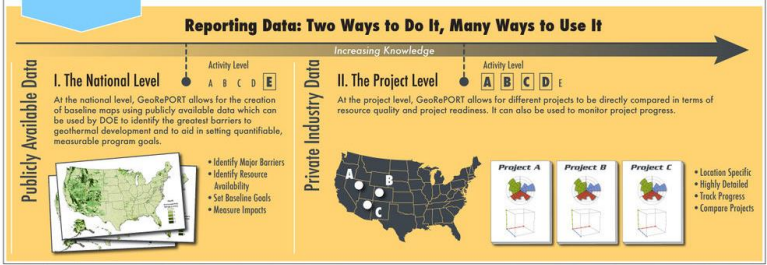 Reporting Data: Two Ways to Do It, Many Ways to Use It
Increasing Knowledge
Publicly Available Data
I. The National Level
Activity Level
A B C D E
At the national level, GeoRePORT allows for the creation
of baseline maps using publicly available data which can
be used by DOE to identify the greatest barriers to
geothermal development and to aid in setting quantifiable,
measurable program goals.
• Identify Major Barriers
• Identify Resource
Availability
• Set Baseline Goals
• Measure Impacts
Private Industry Data
II. The Project Level
Activity Level
A B C D E
At the project level, GeoRePORT allows for different projects to be directly compared in terms of
resource quality and project readiness. It can also be used to monitor project progress.
A
B
C
Project A
Project B
Project C
• Location Specific
• Highly Detailed
• Track Progress
• Compare Projects